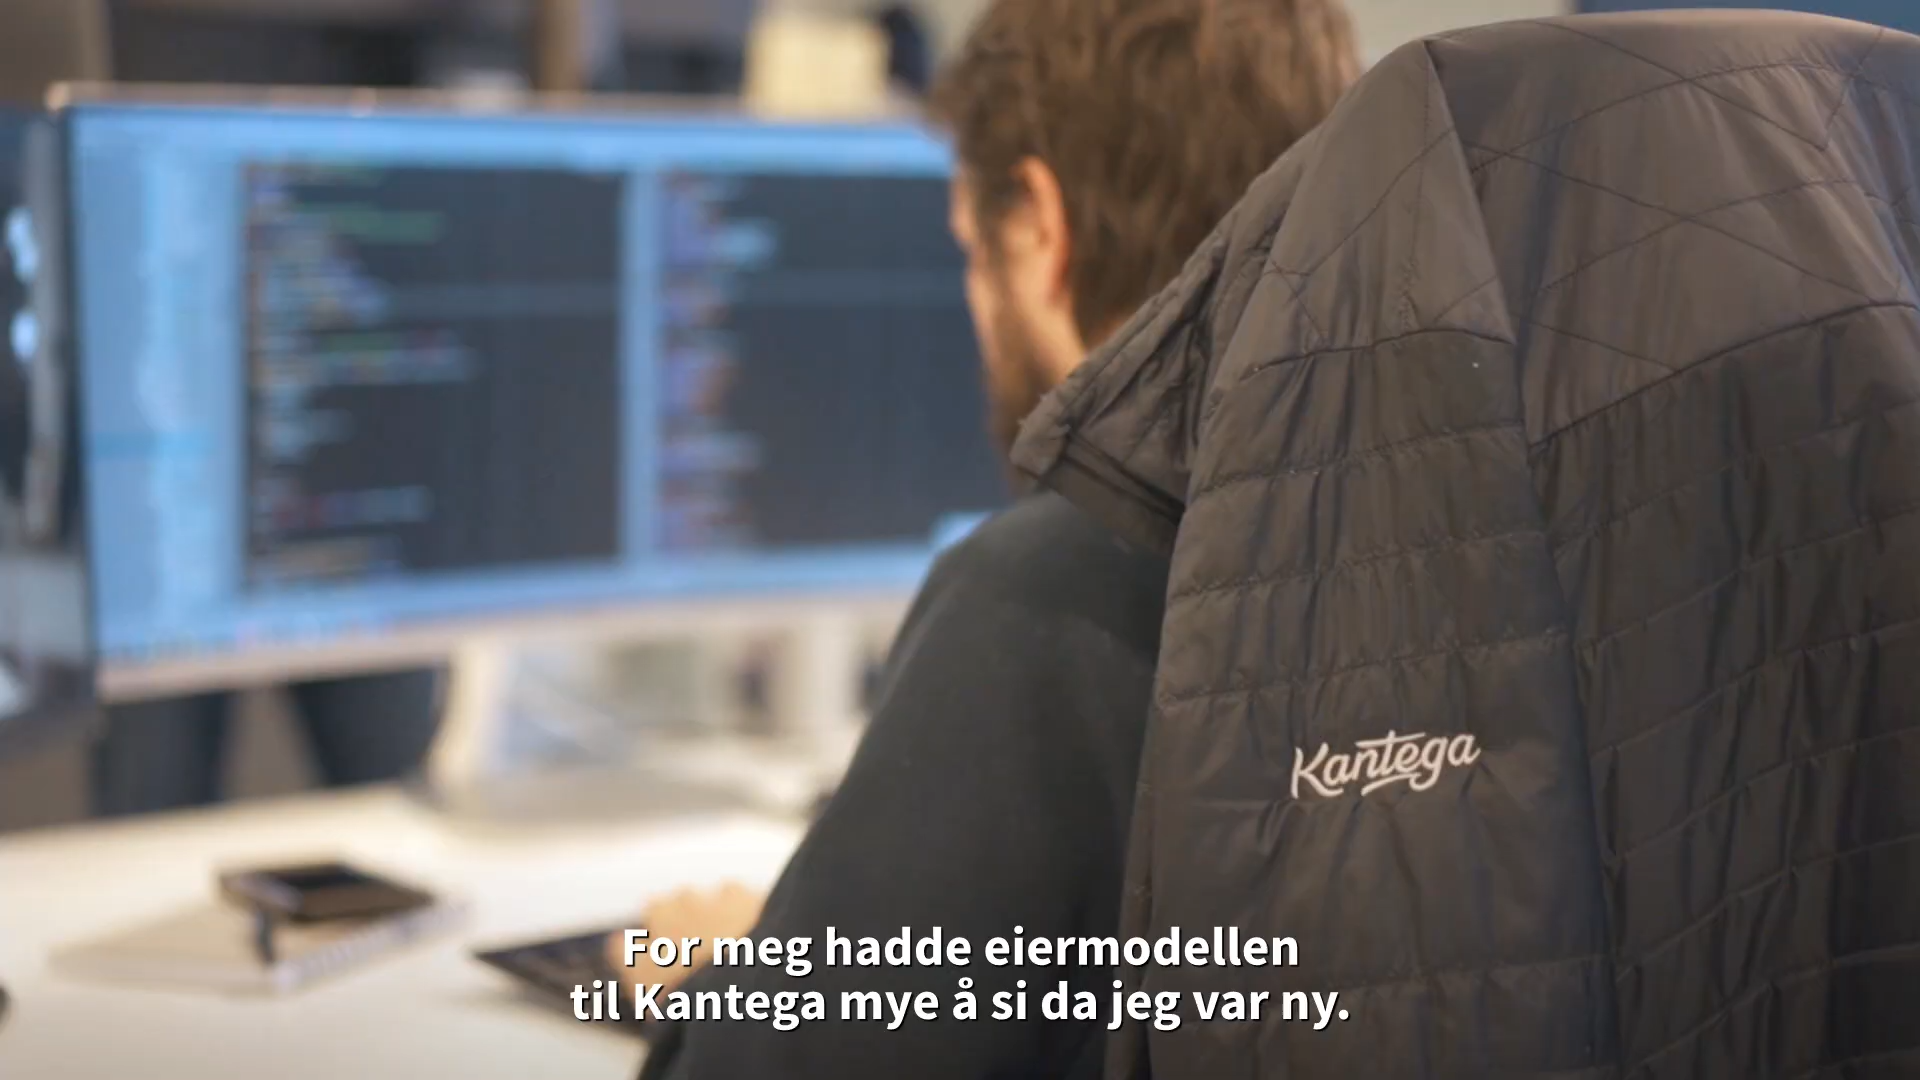 Kantega
For meg hadde eiermodellen
til Kantega mye å si da jeg var ny.